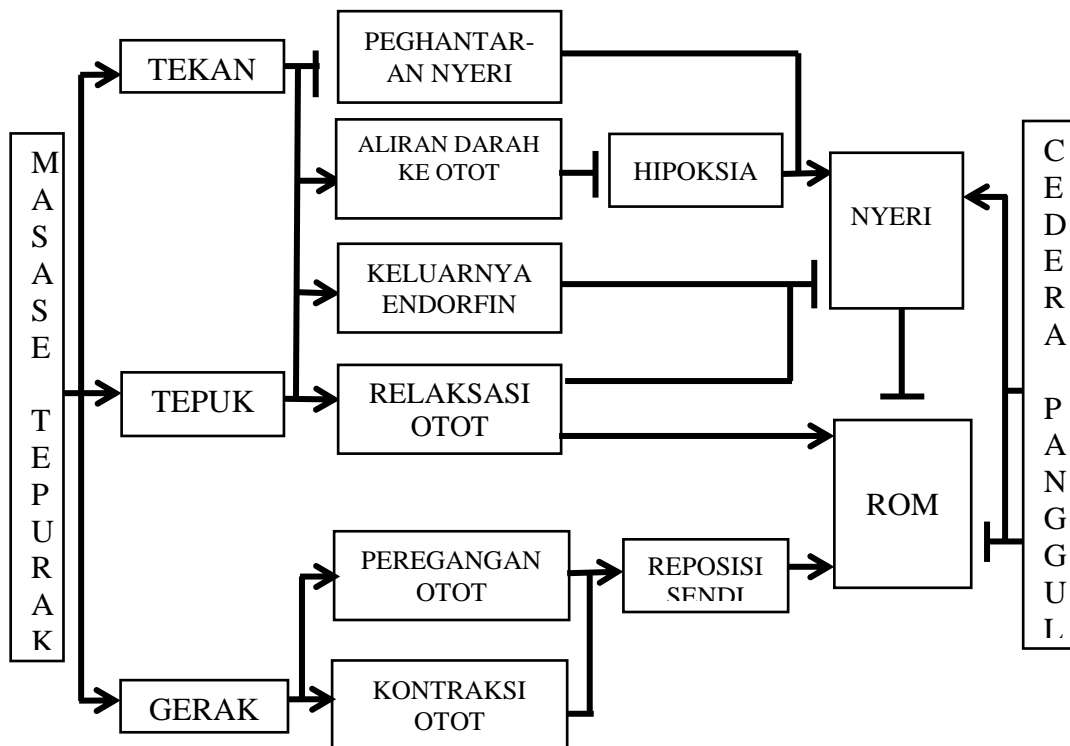 MASASE TEPURAK
TEKAN
TEPUK
GERAK
PEGHANTAR-
AN NYERI
ALIRAN DARAH
KE OTOT
HIPOKSIA
KELUARNYA
ENDORFIN
RELAKSASI
OTOT
PEREGANGAN
OTOT
KONTRAKSI
OTOT
REPOSISI
SENDI
NYERI
ROM
CEDERA PANGGUL